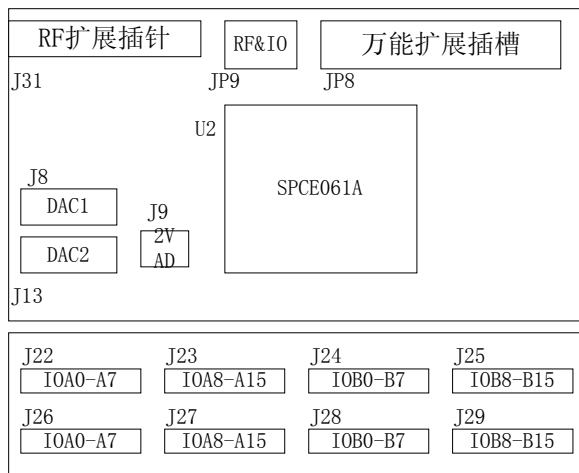 RF扩展插针
RF&IO
万能扩展插槽
J31
JP9
JP8
U2
SPCE061A
J8
DAC1
J9
2V
AD
DAC2
J13
J22
J23
J24
J25
IOA0-A7
IOA8-A15
IOB0-B7
IOB8-B15
J26
J27
J28
J29
IOA0-A7
IOA8-A15
IOB0-B7
IOB8-B15